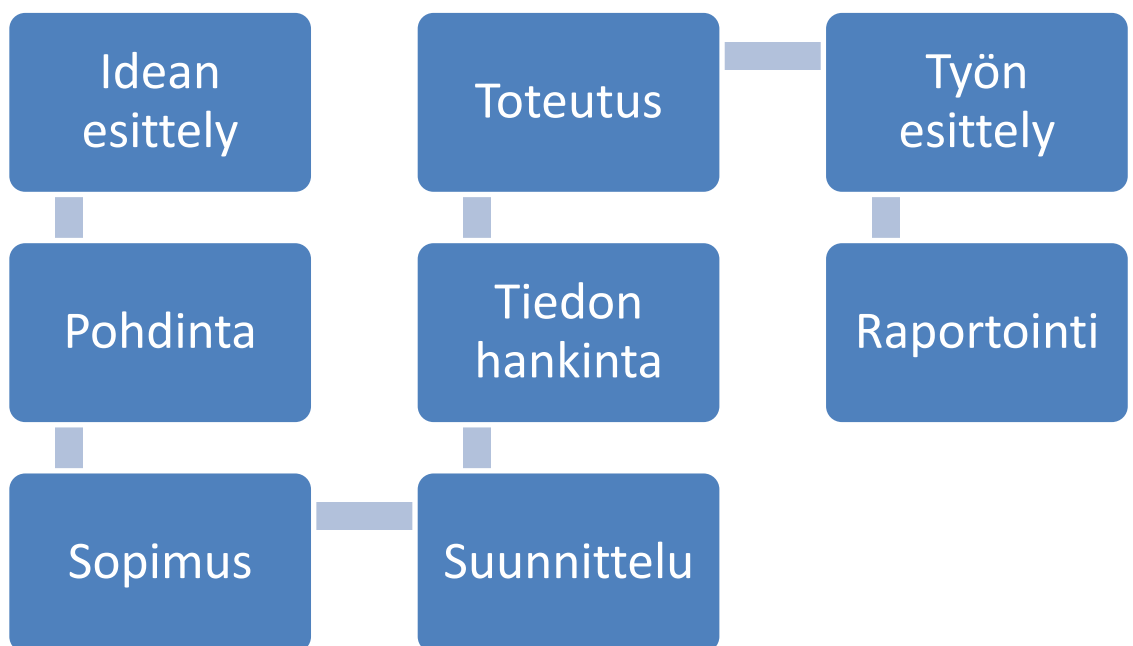 Idean
esittely
Pohdinta
Sopimus
Suunnittelu
Tiedon
hankinta
Toteutus
Työn
esittely
Raportointi